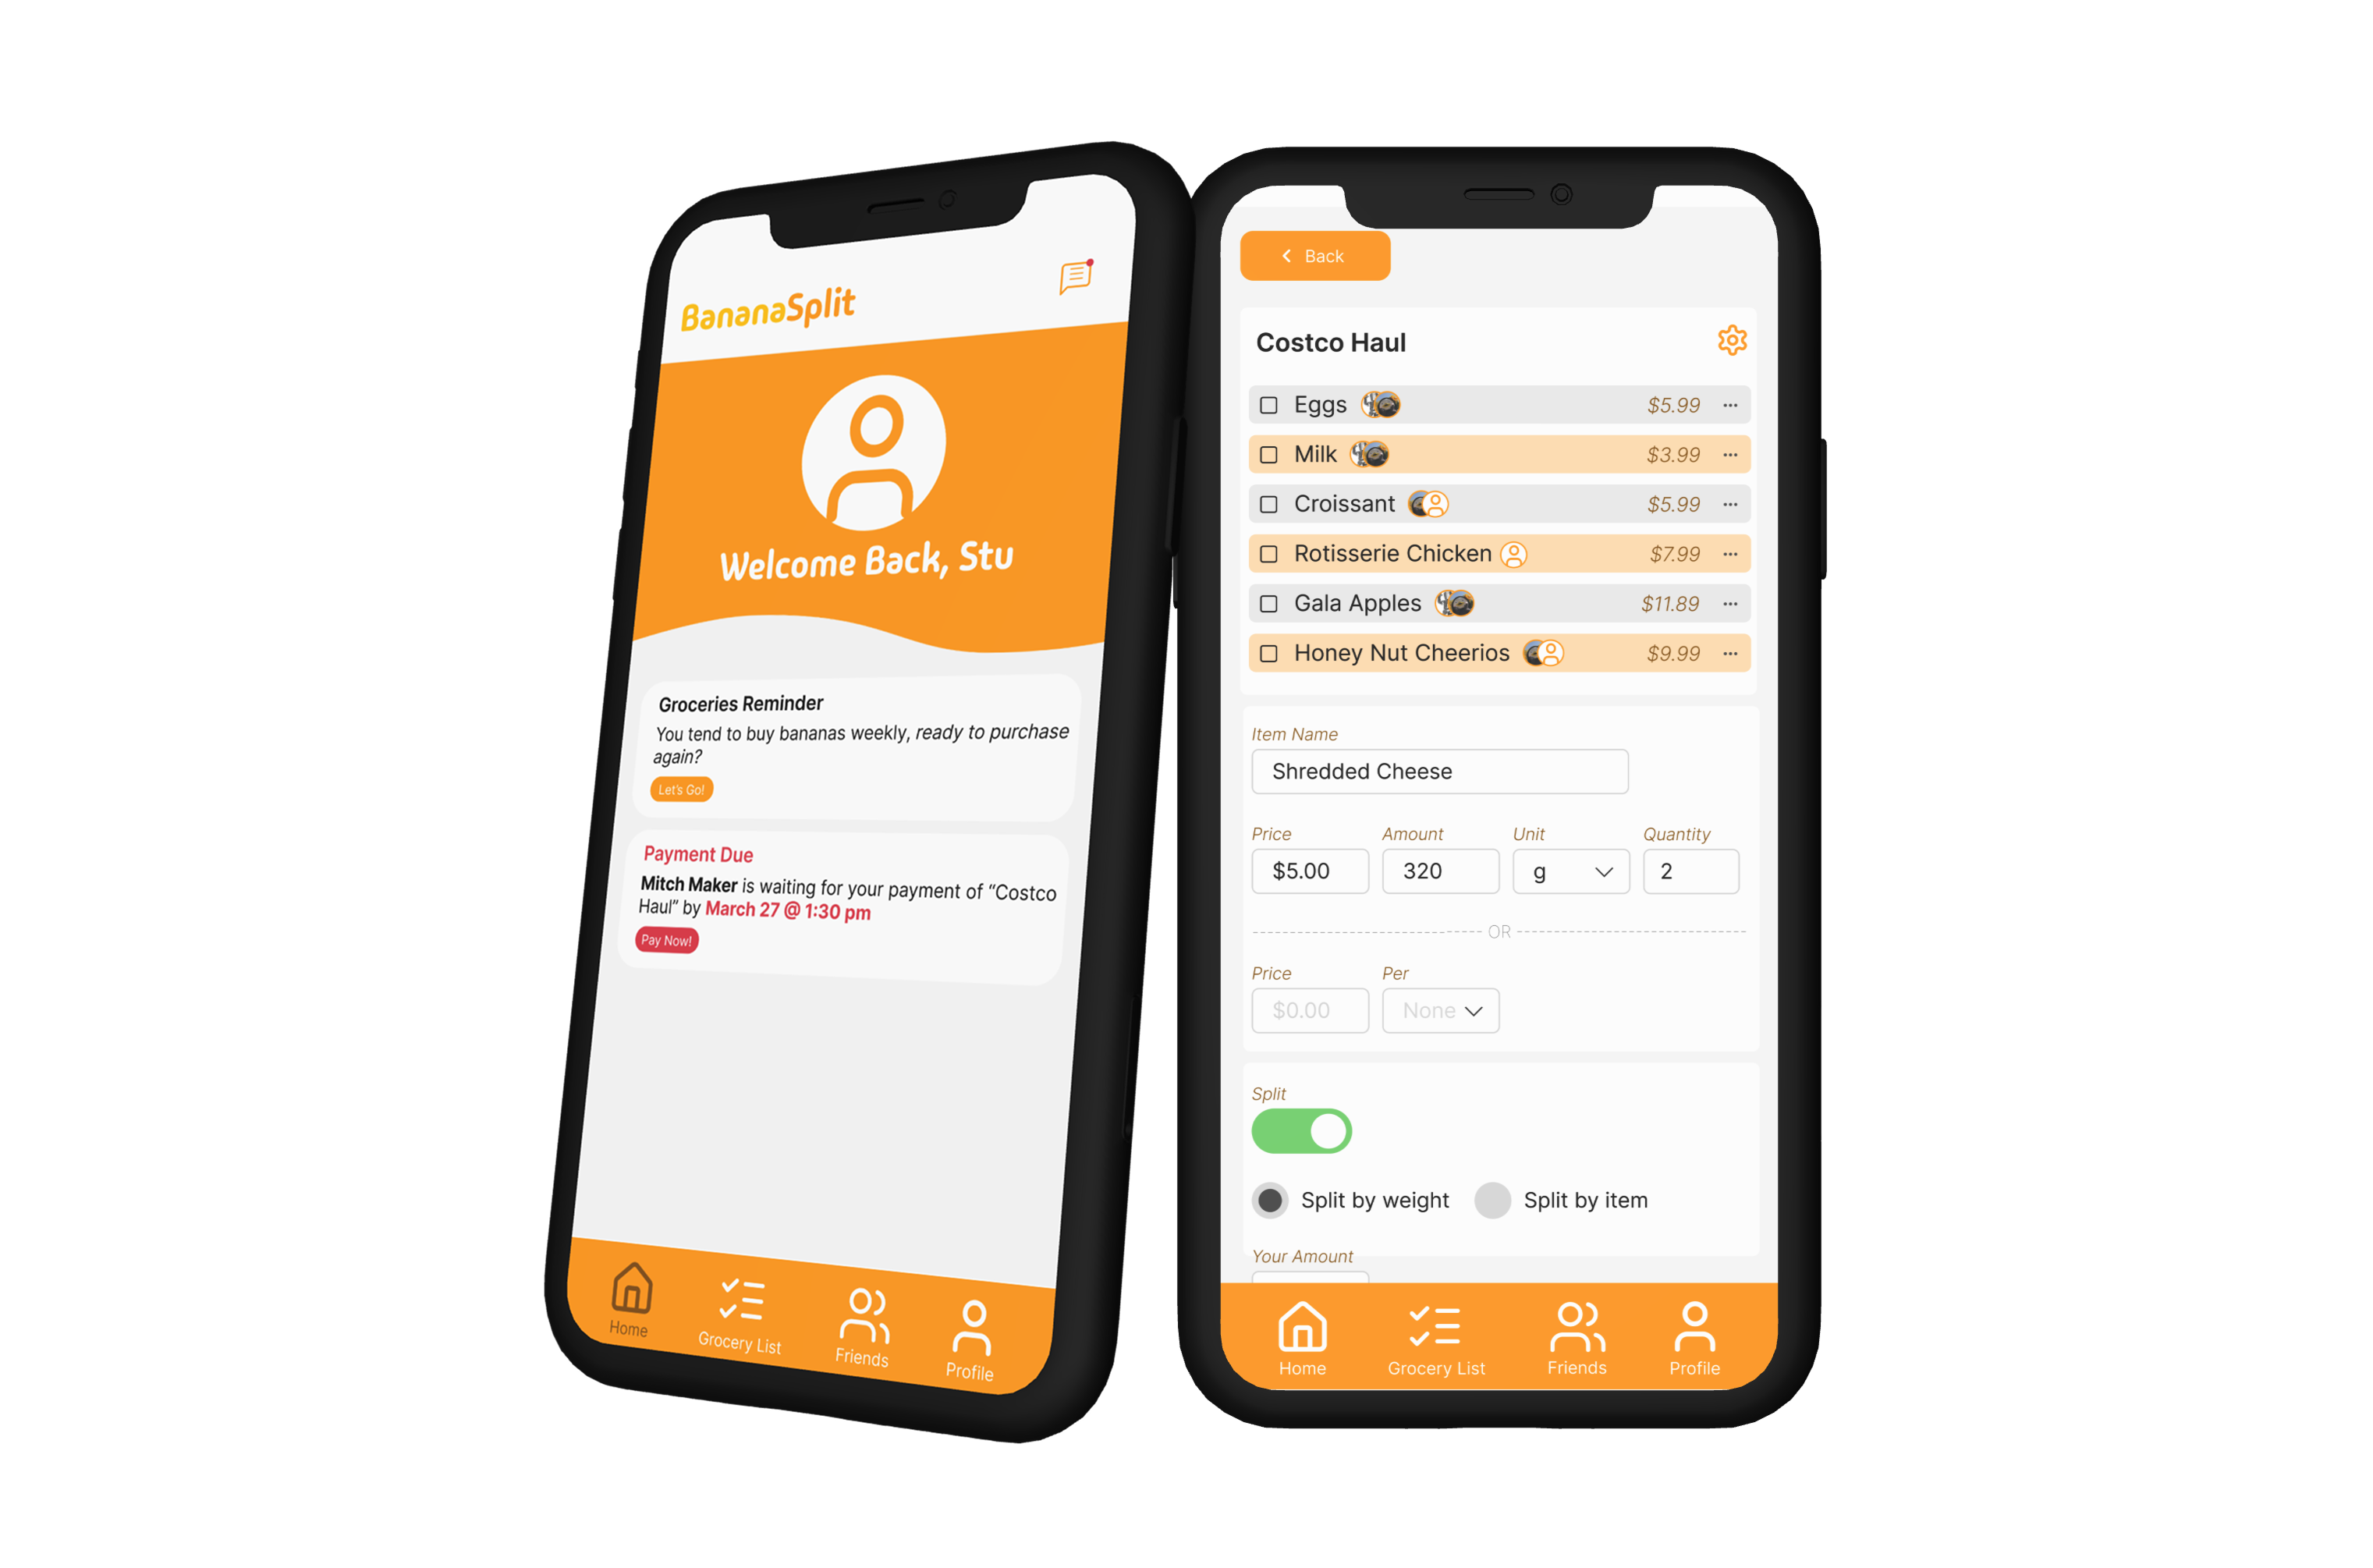 BananaSplit
Welcome Back, Stu
Groceries Reminder
You tend to buy bananas weekly, ready to purchase
again?
Let's Go!
Payment Due
Mitch Maker is waiting for your payment of “Costco
Haul” by March 27 @ 1:30 pm
Pay Now!
Home Grocery List Friends Profile
Back
Costco Haul
Eggs $5.99 ...
Milk $3.99 ...
Croissant $5.99 ...
Rotisserie Chicken $7.99 ...
Gala Apples $11.89 ...
Honey Nut Cheerios $9.99 ...
Item Name
Shredded Cheese
Price Amount Unit Quantity
$5.00 320 g 2
OR
Price Per
$0.00 None
Split
Split by weight Split by item
Your Amount
Home Grocery List Friends Profile